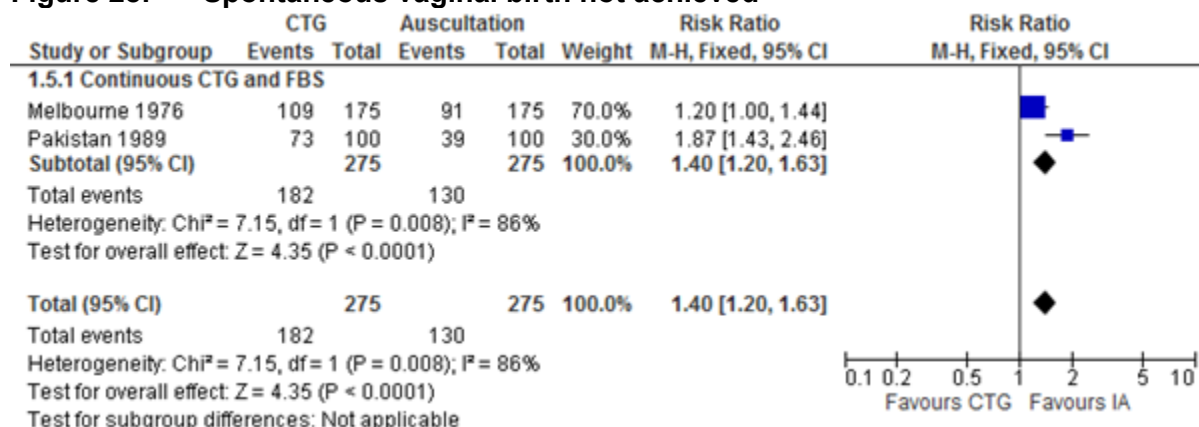 Spontaneous vaginal birth not achieved
CTG Auscultation Risk Ratio Risk Ratio
Study or Subgroup Events Total Events Total Weight M-H, Fixed, 95% CI M-H, Fixed, 95% CI
1.5.1 Continuous CTG and FBS
Melbourne 1976 109 175 91 175 70.0% 1.20 [1.00, 1.44]
Pakistan 1989 73 100 39 100 30.0% 1.87 [1.43, 2.46]
Subtotal (95% CI) 275 275 100.0% 1.40 [1.20, 1.63]
Total events 182 130
Heterogeneity: Chi² = 7.15, df = 1 (P = 0.008); I² = 86%
Test for overall effect: Z = 4.35 (P < 0.0001)
Total (95% CI) 275 275 100.0% 1.40 [1.20, 1.63]
Total events 182 130
Heterogeneity: Chi² = 7.15, df = 1 (P = 0.008); I² = 86%
Test for overall effect: Z = 4.35 (P < 0.0001)
Test for subgroup differences: Not applicable
0.1 0.2 0.5 1 2 5 10
Favours CTG Favours IA